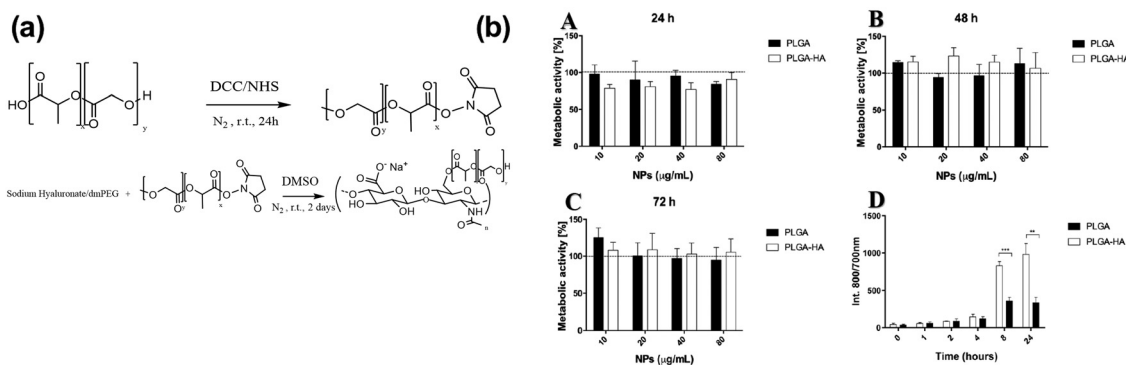 (a)
DCC/NHS
N2 , r.t., 24h
HO
O
O
O
O
H
x
y
O
O
y
O
O
x
O
N
O
O
Sodium Hyaluronate/dmPEG +
DMSO
N2, r.t., 2 days
O- Na+
HO
OH
NH
n
(b)
A
24 h
Metabolic activity [%]
150
100
50
0
10
20
40
80
NPs (µg/mL)
PLGA
PLGA-HA
B
48 h
Metabolic activity [%]
150
100
50
0
10
20
40
80
NPs (µg/mL)
PLGA
PLGA-HA
C
72 h
Metabolic activity [%]
150
100
50
0
10
20
40
80
NPs (µg/mL)
PLGA
PLGA-HA
D
Int. 800/700nm
1500
1000
500
0
0
1
2
4
8
24
***
**
Time (hours)
PLGA
PLGA-HA